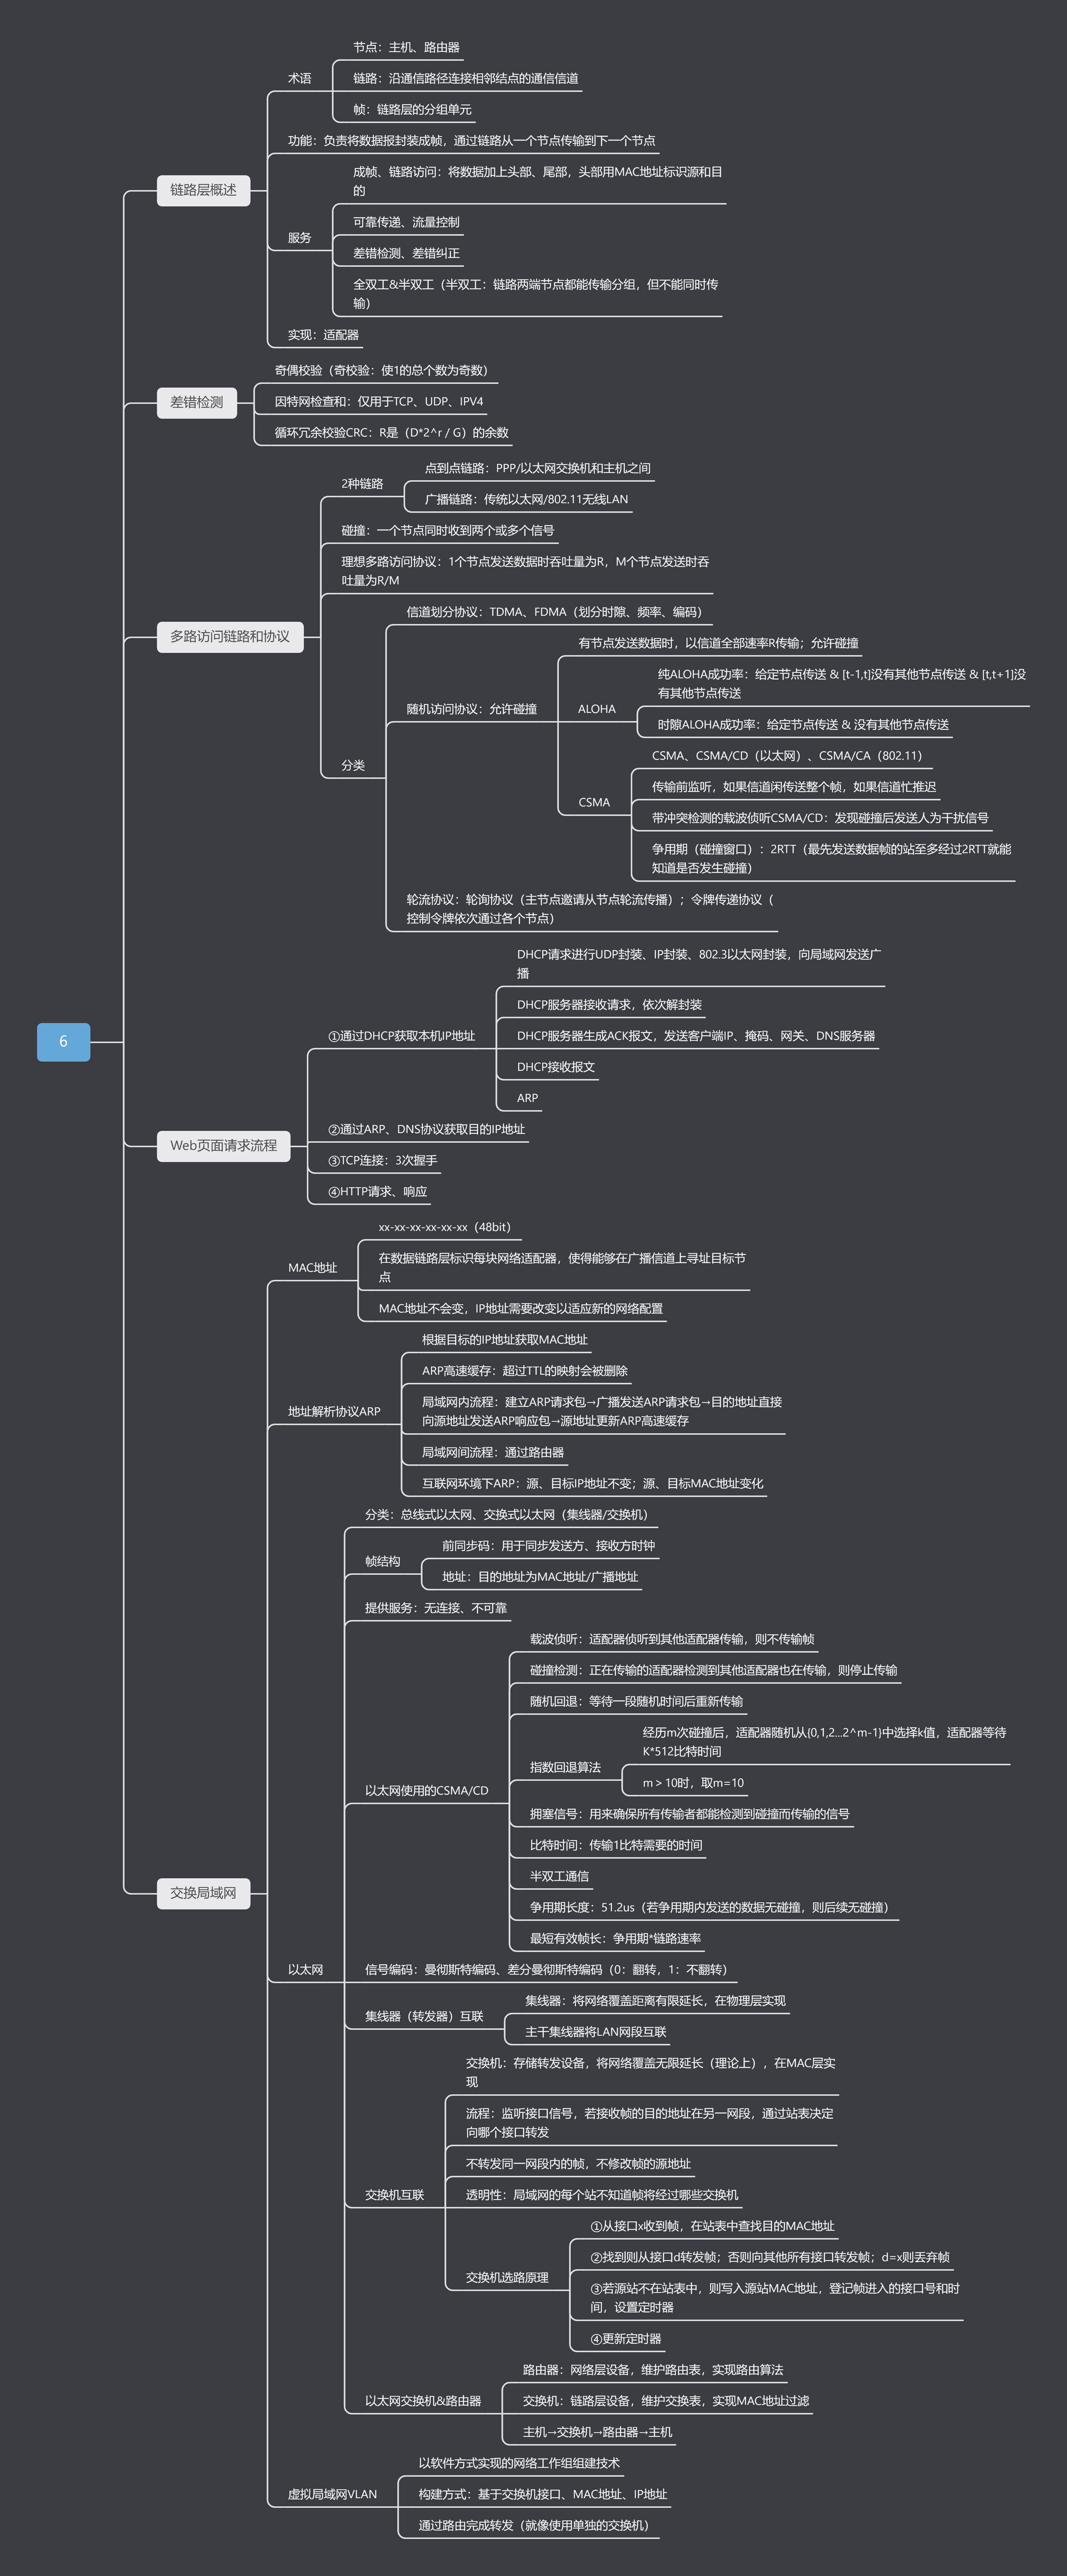 节点：主机、路由器
术语
链路：沿通信路径连接相邻结点的通信信道
帧：链路层的分组单元
功能：负责将数据报封装成帧，通过链路从一个节点传输到下一个节点
链路层概述
成帧、链路访问：将数据加上头部、尾部，头部用MAC地址标识源和目
的
可靠传递、流量控制
服务
差错检测、差错纠正
全双工&半双工（半双工：链路两端节点都能传输分组，但不能同时传
输）
实现：适配器
奇偶校验（奇校验：使1的总个数为奇数）
差错检测
因特网检查和：仅用于TCP、UDP、IPV4
循环冗余校验CRC：R是（D*2^r / G）的余数
2种链路
点到点链路：PPP/以太网交换机和主机之间
广播链路：传统以太网/802.11无线LAN
碰撞：一个节点同时收到两个或多个信号
理想多路访问协议：1个节点发送数据时吞吐量为R，M个节点发送时吞
吐量为R/M
多路访问链路和协议
分类
信道划分协议：TDMA、FDMA（划分时隙、频率、编码）
随机访问协议：允许碰撞
有节点发送数据时，以信道全部速率R传输；允许碰撞
ALOHA
纯ALOHA成功率：给定节点传送 & [t-1,t]没有其他节点传送 & [t,t+1]没
有其他节点传送
时隙ALOHA成功率：给定节点传送 & 没有其他节点传送
CSMA
CSMA、CSMA/CD（以太网）、CSMA/CA（802.11）
传输前监听，如果信道闲传送整个帧，如果信道忙推迟
带冲突检测的载波侦听CSMA/CD：发现碰撞后发送人为干扰信号
争用期（碰撞窗口）：2RTT（最先发送数据帧的站至多经过2RTT就能
知道是否发生碰撞）
轮流协议：轮询协议（主节点邀请从节点轮流传播）；令牌传递协议（
控制令牌依次通过各个节点）
6
Web页面请求流程
①通过DHCP获取本机IP地址
DHCP请求进行UDP封装、IP封装、802.3以太网封装，向局域网发送广
播
DHCP服务器接收请求，依次解封装
DHCP服务器生成ACK报文，发送客户端IP、掩码、网关、DNS服务器
DHCP接收报文
ARP
②通过ARP、DNS协议获取目的IP地址
③TCP连接：3次握手
④HTTP请求、响应
交换局域网
MAC地址
xx-xx-xx-xx-xx-xx（48bit）
在数据链路层标识每块网络适配器，使得能够在广播信道上寻址目标节
点
MAC地址不会变，IP地址需要改变以适应新的网络配置
地址解析协议ARP
根据目标的IP地址获取MAC地址
ARP高速缓存：超过TTL的映射会被删除
局域网内流程：建立ARP请求包→广播发送ARP请求包→目的地址直接
向源地址发送ARP响应包→源地址更新ARP高速缓存
局域网间流程：通过路由器
互联网环境下ARP：源、目标IP地址不变；源、目标MAC地址变化
以太网
分类：总线式以太网、交换式以太网（集线器/交换机）
帧结构
前同步码：用于同步发送方、接收方时钟
地址：目的地址为MAC地址/广播地址
提供服务：无连接、不可靠
以太网使用的CSMA/CD
载波侦听：适配器侦听到其他适配器传输，则不传输帧
碰撞检测：正在传输的适配器检测到其他适配器也在传输，则停止传输
随机回退：等待一段随机时间后重新传输
指数回退算法
经历m次碰撞后，适配器随机从{0,1,2...2^m-1}中选择k值，适配器等待
K*512比特时间
m＞10时，取m=10
拥塞信号：用来确保所有传输者都能检测到碰撞而传输的信号
比特时间：传输1比特需要的时间
半双工通信
争用期长度：51.2us（若争用期内发送的数据无碰撞，则后续无碰撞）
最短有效帧长：争用期*链路速率
信号编码：曼彻斯特编码、差分曼彻斯特编码（0：翻转，1：不翻转）
集线器（转发器）互联
集线器：将网络覆盖距离有限延长，在物理层实现
主干集线器将LAN网段互联
交换机互联
交换机：存储转发设备，将网络覆盖无限延长（理论上），在MAC层实
现
流程：监听接口信号，若接收帧的目的地址在另一网段，通过站表决定
向哪个接口转发
不转发同一网段内的帧，不修改帧的源地址
透明性：局域网的每个站不知道帧将经过哪些交换机
交换机选路原理
①从接口x收到帧，在站表中查找目的MAC地址
②找到则从接口d转发帧；否则向其他所有接口转发帧；d=x则丢弃帧
③若源站不在站表中，则写入源站MAC地址，登记帧进入的接口号和时
间，设置定时器
④更新定时器
以太网交换机&路由器
路由器：网络层设备，维护路由表，实现路由算法
交换机：链路层设备，维护交换表，实现MAC地址过滤
主机→交换机→路由器→主机
虚拟局域网VLAN
以软件方式实现的网络工作组组建技术
构建方式：基于交换机接口、MAC地址、IP地址
通过路由完成转发（就像使用单独的交换机）